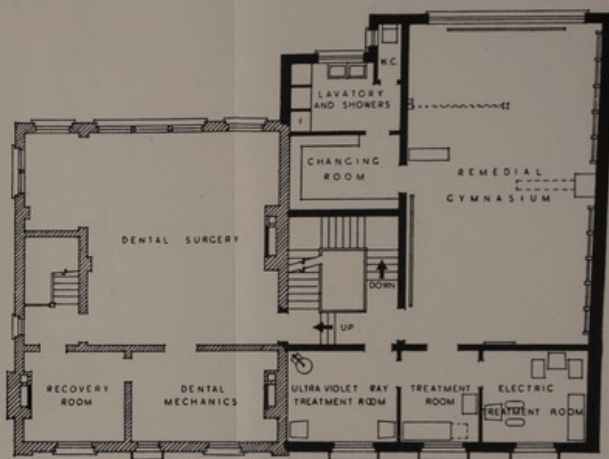 W.C.
LAVATORY
AND SHOWERS
CHANGING
ROOM
REMEDIAL
GYMNASIUM
DENTAL SURGERY
DOWN
UP
RECOVERY
ROOM
DENTAL
MECHANICS
ULTRA VIOLET RAY
TREATMENT ROOM
TREATMENT
ROOM
ELECTRIC
TREATMENT ROOM